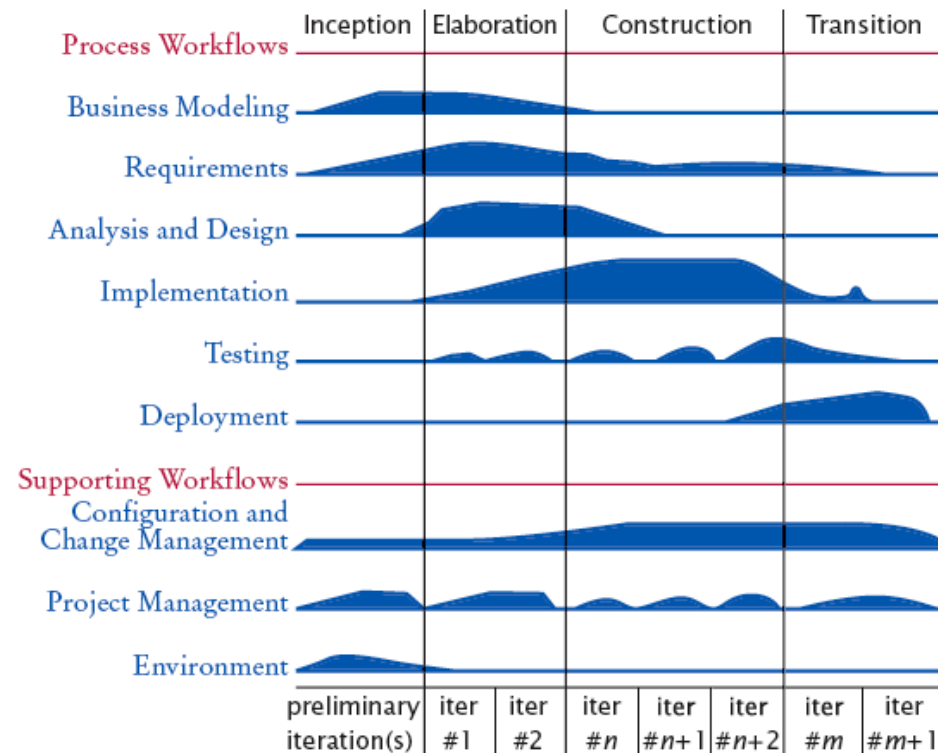 Inception Elaboration Construction Transition
Process Workflows
Business Modeling
Requirements
Analysis and Design
Implementation
Testing
Deployment
Supporting Workflows
Configuration and
Change Management
Project Management
Environment
preliminary iter iter iter iter iter iter iter
iteration(s) #1 #2 #n #n+1 #n+2 #m #m+1